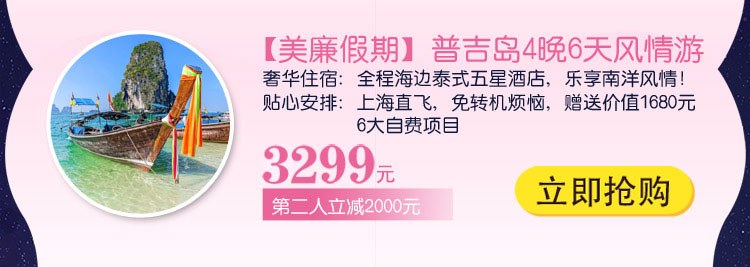 【美廉假期】普吉岛4晚6天风情游
奢华住宿：全程海边泰式五星酒店，乐享南洋风情！
贴心安排：上海直飞，免转机烦恼，赠送价值1680元
6大自费项目
3299元
第二人立减2000元
立即抢购